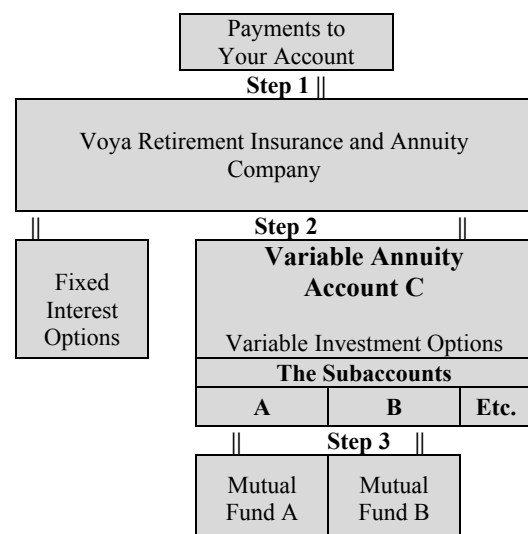 Payments to
Your Account
Step 1 ||
Voya Retirement Insurance and Annuity
Company
|| Step 2 ||
Fixed
Interest
Options
Variable Annuity
Account C
Variable Investment Options
The Subaccounts
A B Etc.
|| Step 3 ||
Mutual
Fund A
Mutual
Fund B